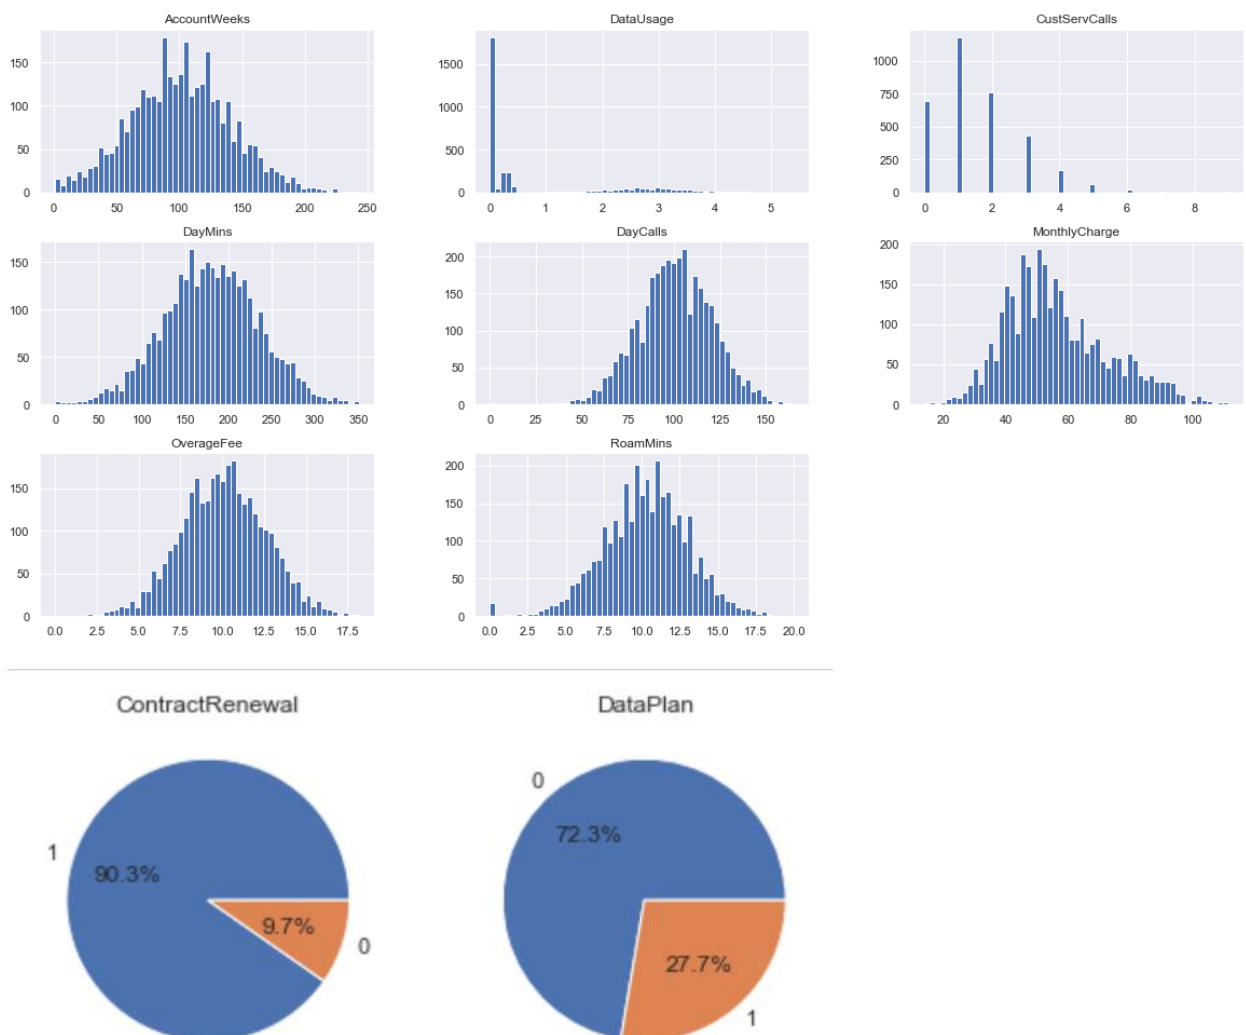 AccountWeeks
150
100
50
0
0 50 100 150 200 250
DataUsage
1500
1000
500
0
0 1 2 3 4 5
CustServCalls
1000
750
500
250
0
0 2 4 6 8
DayMins
150
100
50
0
0 50 100 150 200 250 300 350
DayCalls
200
150
100
50
0
0 25 50 75 100 125 150
MonthlyCharge
200
150
100
50
0
20 40 60 80 100
OverageFee
150
100
50
0
0.0 2.5 5.0 7.5 10.0 12.5 15.0 17.5
RoamMins
200
150
100
50
0
0.0 2.5 5.0 7.5 10.0 12.5 15.0 17.5 20.0
ContractRenewal
1
90.3%
9.7%
0
DataPlan
0
72.3%
27.7%
1